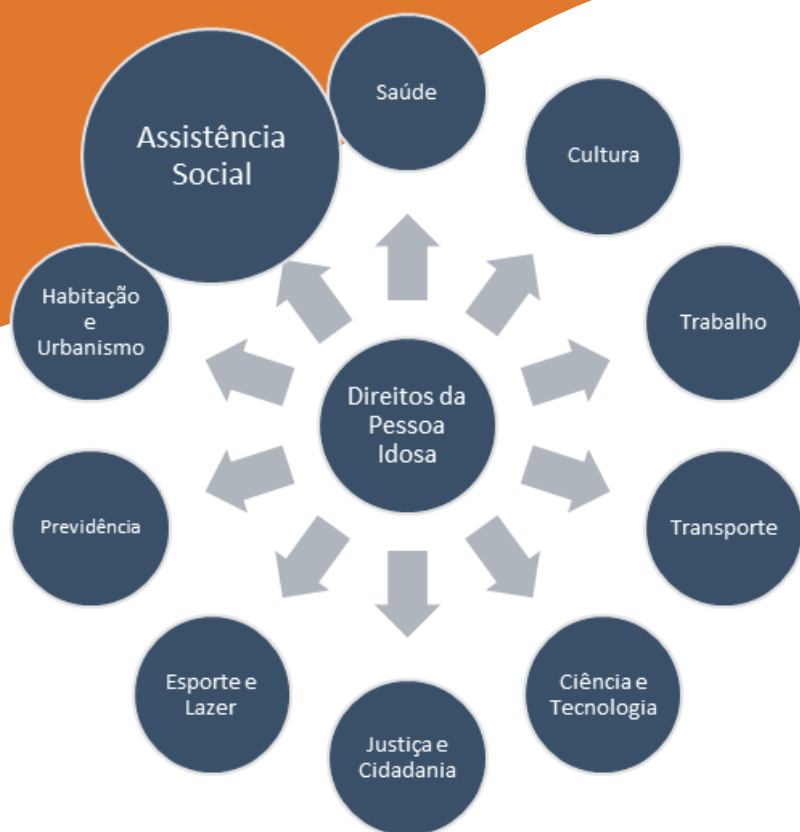 Saúde
Assistência
Social
Cultura
Habitação
e
Urbanismo
Trabalho
Direitos da
Pessoa
Idosa
Previdência
Transporte
Esporte e
Lazer
Ciência e
Tecnologia
Justiça e
Cidadania